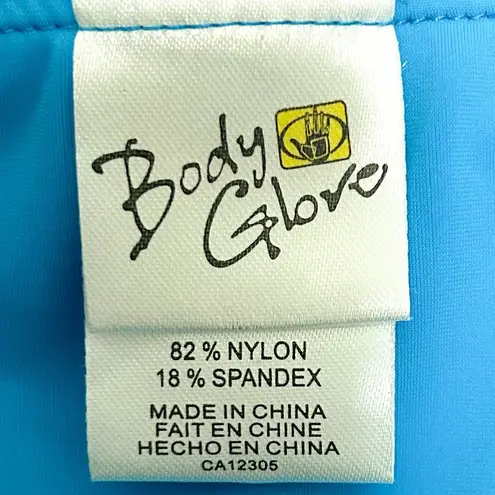 Body
Glove
82 % NYLON
18 % SPANDEX
MADE IN CHINA
FAIT EN CHINE
HECHO EN CHINA
CA12305